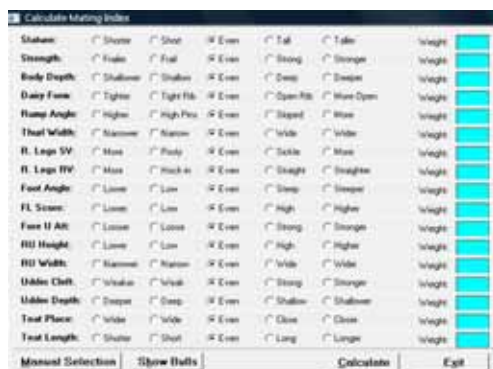 Calculate Mating Index
Stature: Shorter Short Even Tall Taller Weight
Strength: Frailer Frail Even Strong Stronger Weight
Body Depth: Shallower Shallow Even Deep Deeper Weight
Dairy Form: Tighter Tight Rib Even Open Rib More Open Weight
Rump Angle: Higher High Pins Even Sloped More Weight
Thurl Width: Narrower Narrow Even Wide Wider Weight
R. Legs SV: More Posty Even Sickle More Weight
R. Legs RV: More Hock-in Even Straight Straighter Weight
Foot Angle: Lower Low Even Steep Steeper Weight
FL Score: Lower Low Even High Higher Weight
Fore U Att: Looser Loose Even Strong Stronger Weight
RU Height: Lower Low Even High Higher Weight
RU Width: Narrower Narrow Even Wide Wider Weight
Udder Cleft: Weaker Weak Even Strong Stronger Weight
Udder Depth: Deeper Deep Even Shallow Shallower Weight
Teat Place: Wider Wide Even Close Closer Weight
Teat Length: Shorter Short Even Long Longer Weight
Manual Selection Show Bulls Calculate Exit